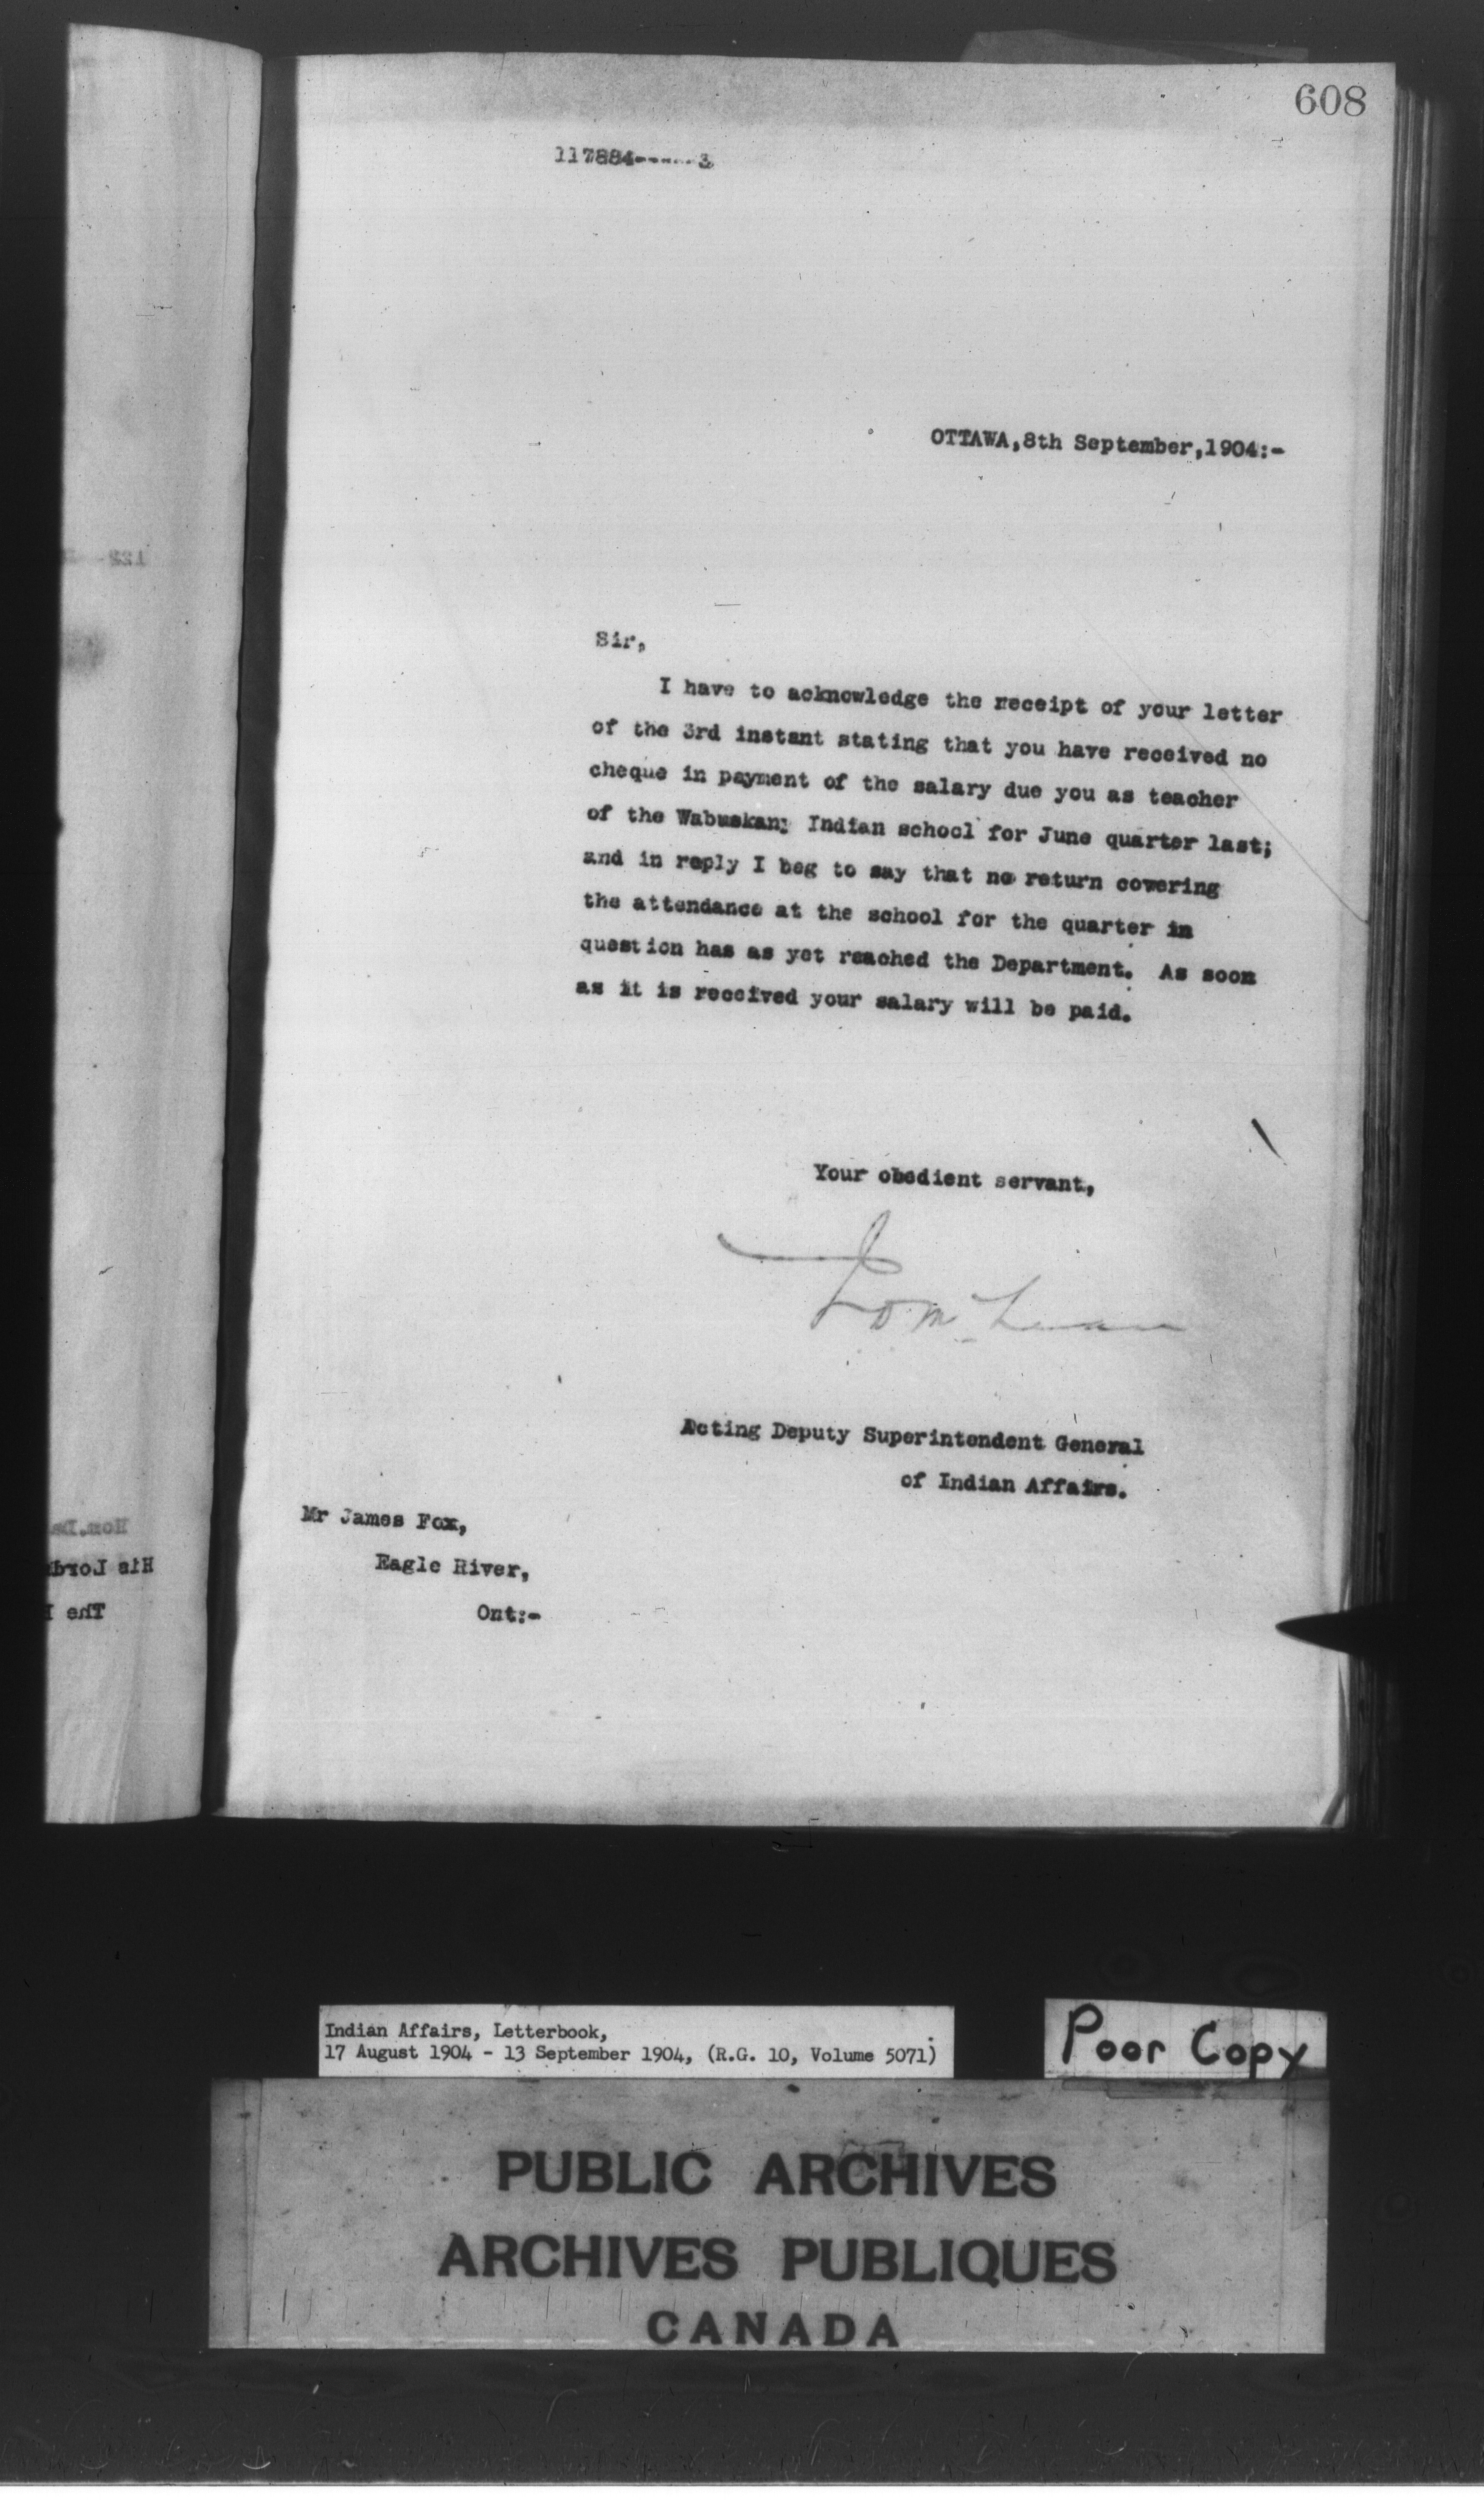 608
117884------3
OTTAWA,8th September,1904:-
Sir,
I have to acknowledge the receipt of your letter
of the 3rd instant stating that you have received no
cheque in payment of the salary due you as teacher
of the Wabuskang Indian school for June quarter last;
and in reply I beg to say that no return covering
the attendance at the school for the quarter in
question has as yet reached the Department. As soon
as it is received your salary will be paid.
Your obedient servant,
Acting Deputy Superintendent General
of Indian Affairs.
Mr James Fox,
Eagle River,
Ont:-
Indian Affairs, Letterbook,
17 August 1904 - 13 September 1904, (R.G. 10, Volume 5071)
Poor Copy
PUBLIC ARCHIVES
ARCHIVES PUBLIQUES
CANADA